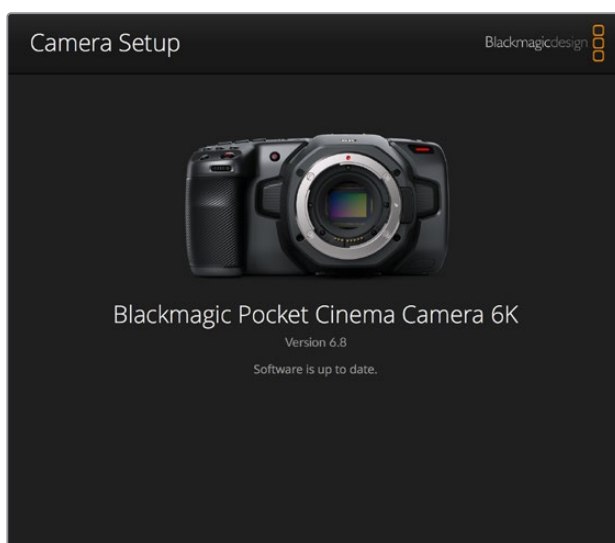 Camera Setup
Blackmagicdesign
Blackmagic Pocket Cinema Camera 6K
Version 6.8
Software is up to date.